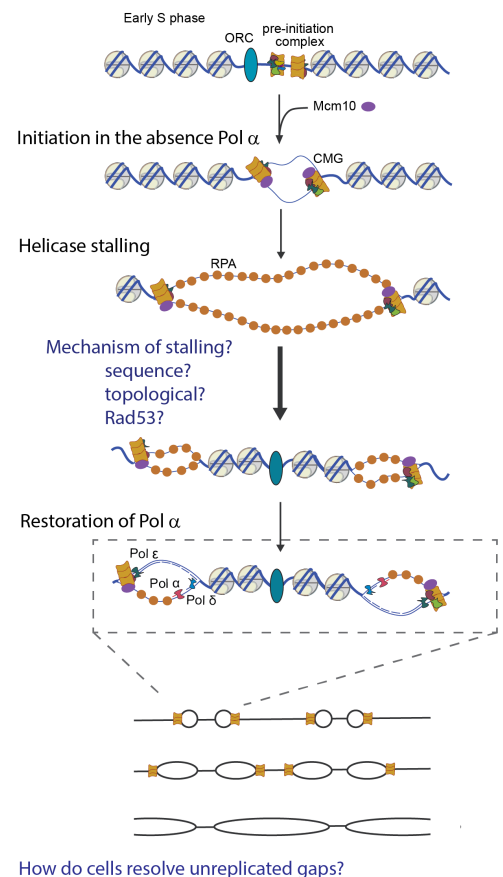 Early S phase
ORC
pre-initiation
complex
Mcm10
Initiation in the absence Pol α
CMG
Helicase stalling
RPA
Mechanism of stalling?
sequence?
topological?
Rad53?
Restoration of Pol α
Pol ε
Pol α
Pol δ
How do cells resolve unreplicated gaps?